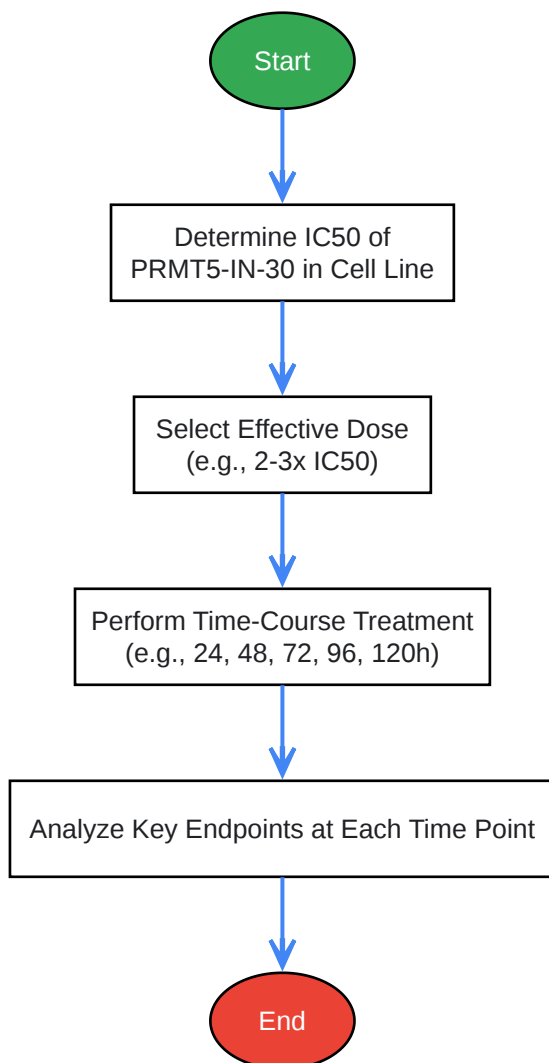 Start
Determine IC50 of
PRMT5-IN-30 in Cell Line
Select Effective Dose
(e.g., 2-3x IC50)
Perform Time-Course Treatment
(e.g., 24, 48, 72, 96, 120h)
Analyze Key Endpoints at Each Time Point
End